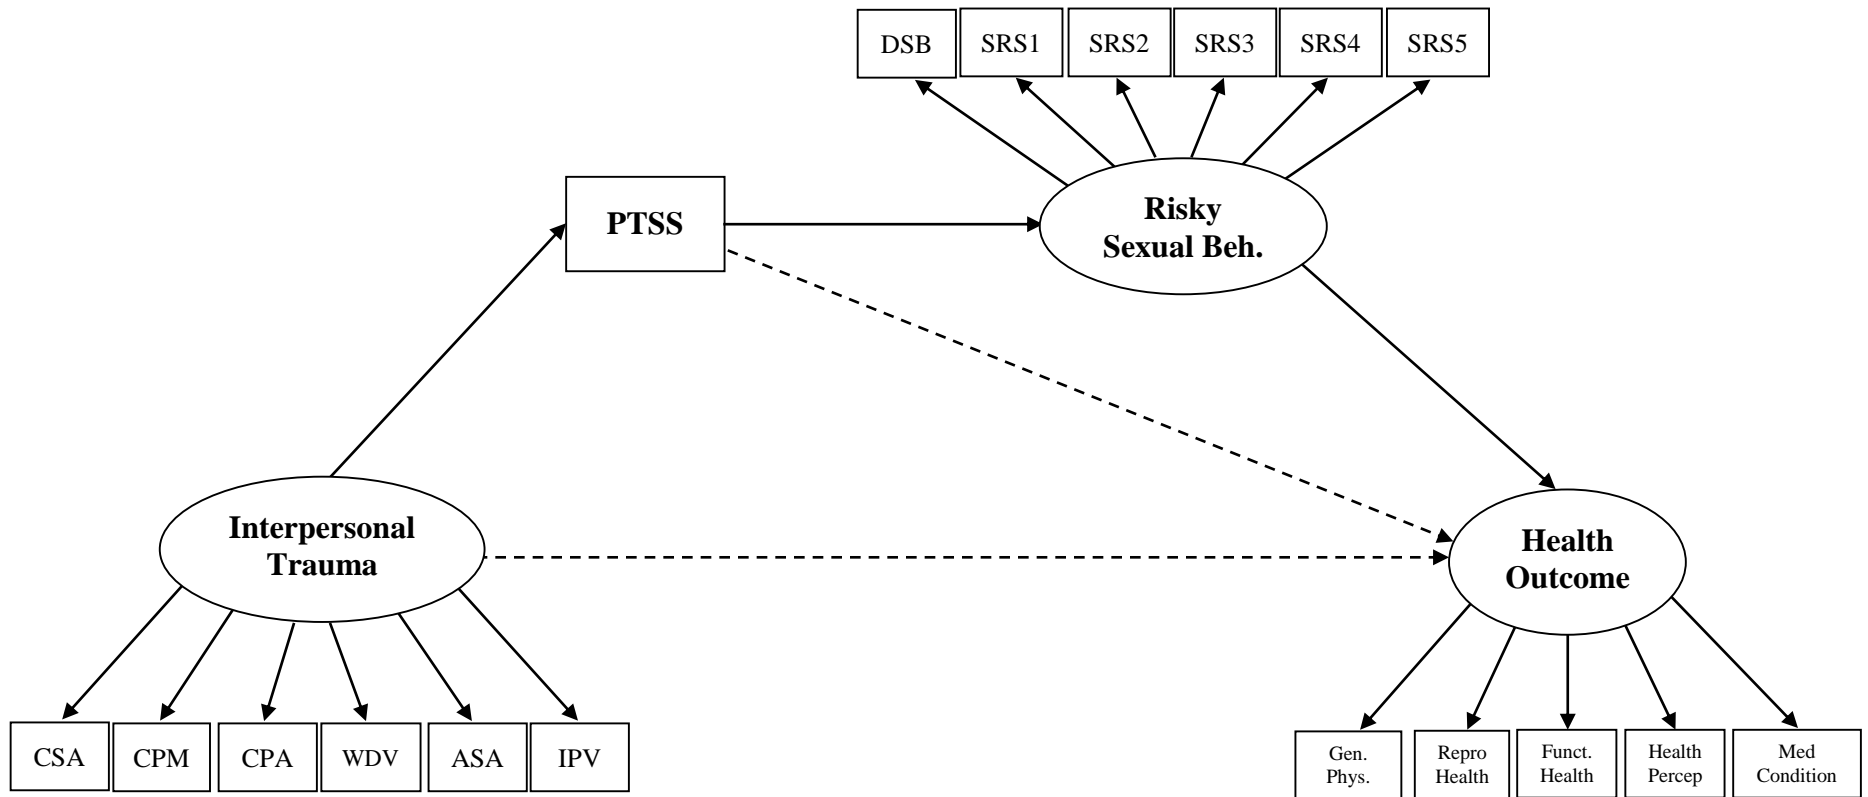 DSB
SRS1
SRS2
SRS3
SRS4
SRS5
PTSS
Risky
Sexual Beh.
Interpersonal
Trauma
Health
Outcome
CSA
CPM
CPA
WDV
ASA
IPV
Gen.
Phys.
Repro
Health
Funct.
Health
Health
Percep
Med
Condition